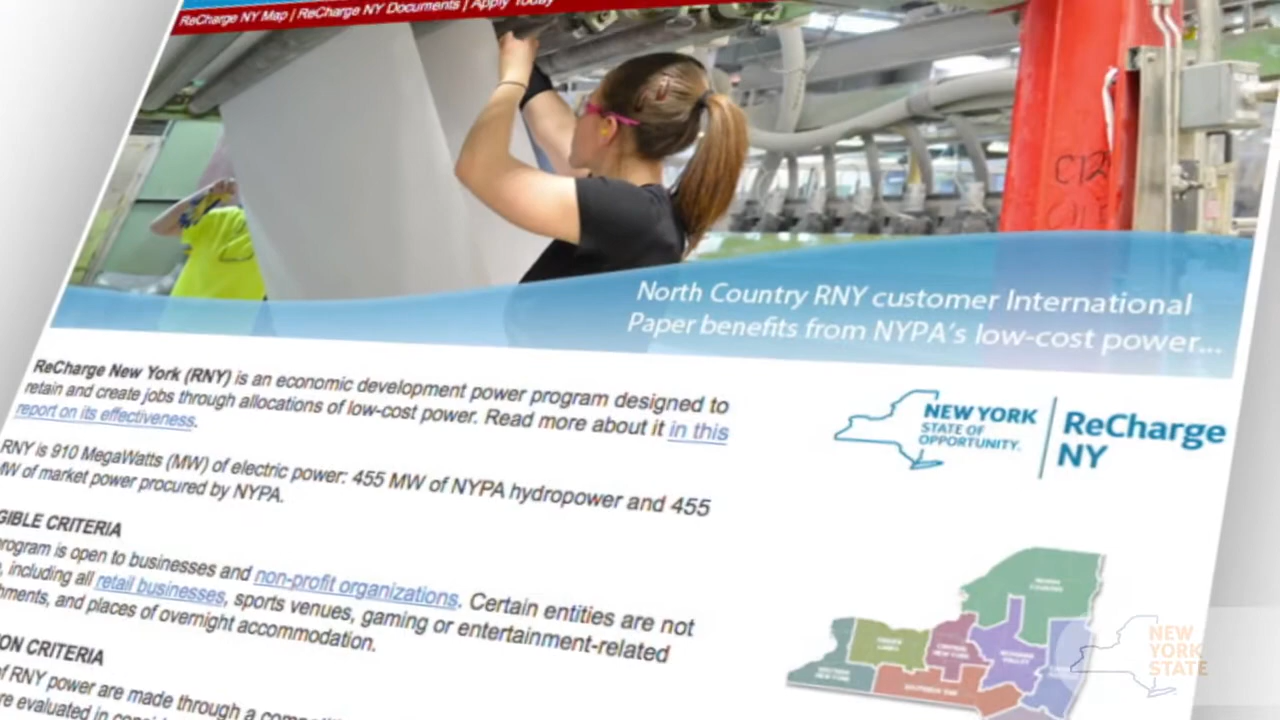 ReCharge NY Map | ReCharge NY Documents | Apply Today
C12
North Country RNY customer International
Paper benefits from NYPA's low-cost power...
ReCharge New York (RNY) is an economic development power program designed to
retain and create jobs through allocations of low-cost power. Read more about it in this
report on its effectiveness.
NEW YORK
STATE OF
OPPORTUNITY.
ReCharge
NY
RNY is 910 MegaWatts (MW) of electric power: 455 MW of NYPA hydropower and 455
MW of market power procured by NYPA.
GIBLE CRITERIA
program is open to businesses and non-profit organizations. Certain entities are not
, including all retail businesses, sports venues, gaming or entertainment-related
hments, and places of overnight accommodation.
ON CRITERIA
of RNY power are made through a
re evaluated in
NEW
YORK
STATE